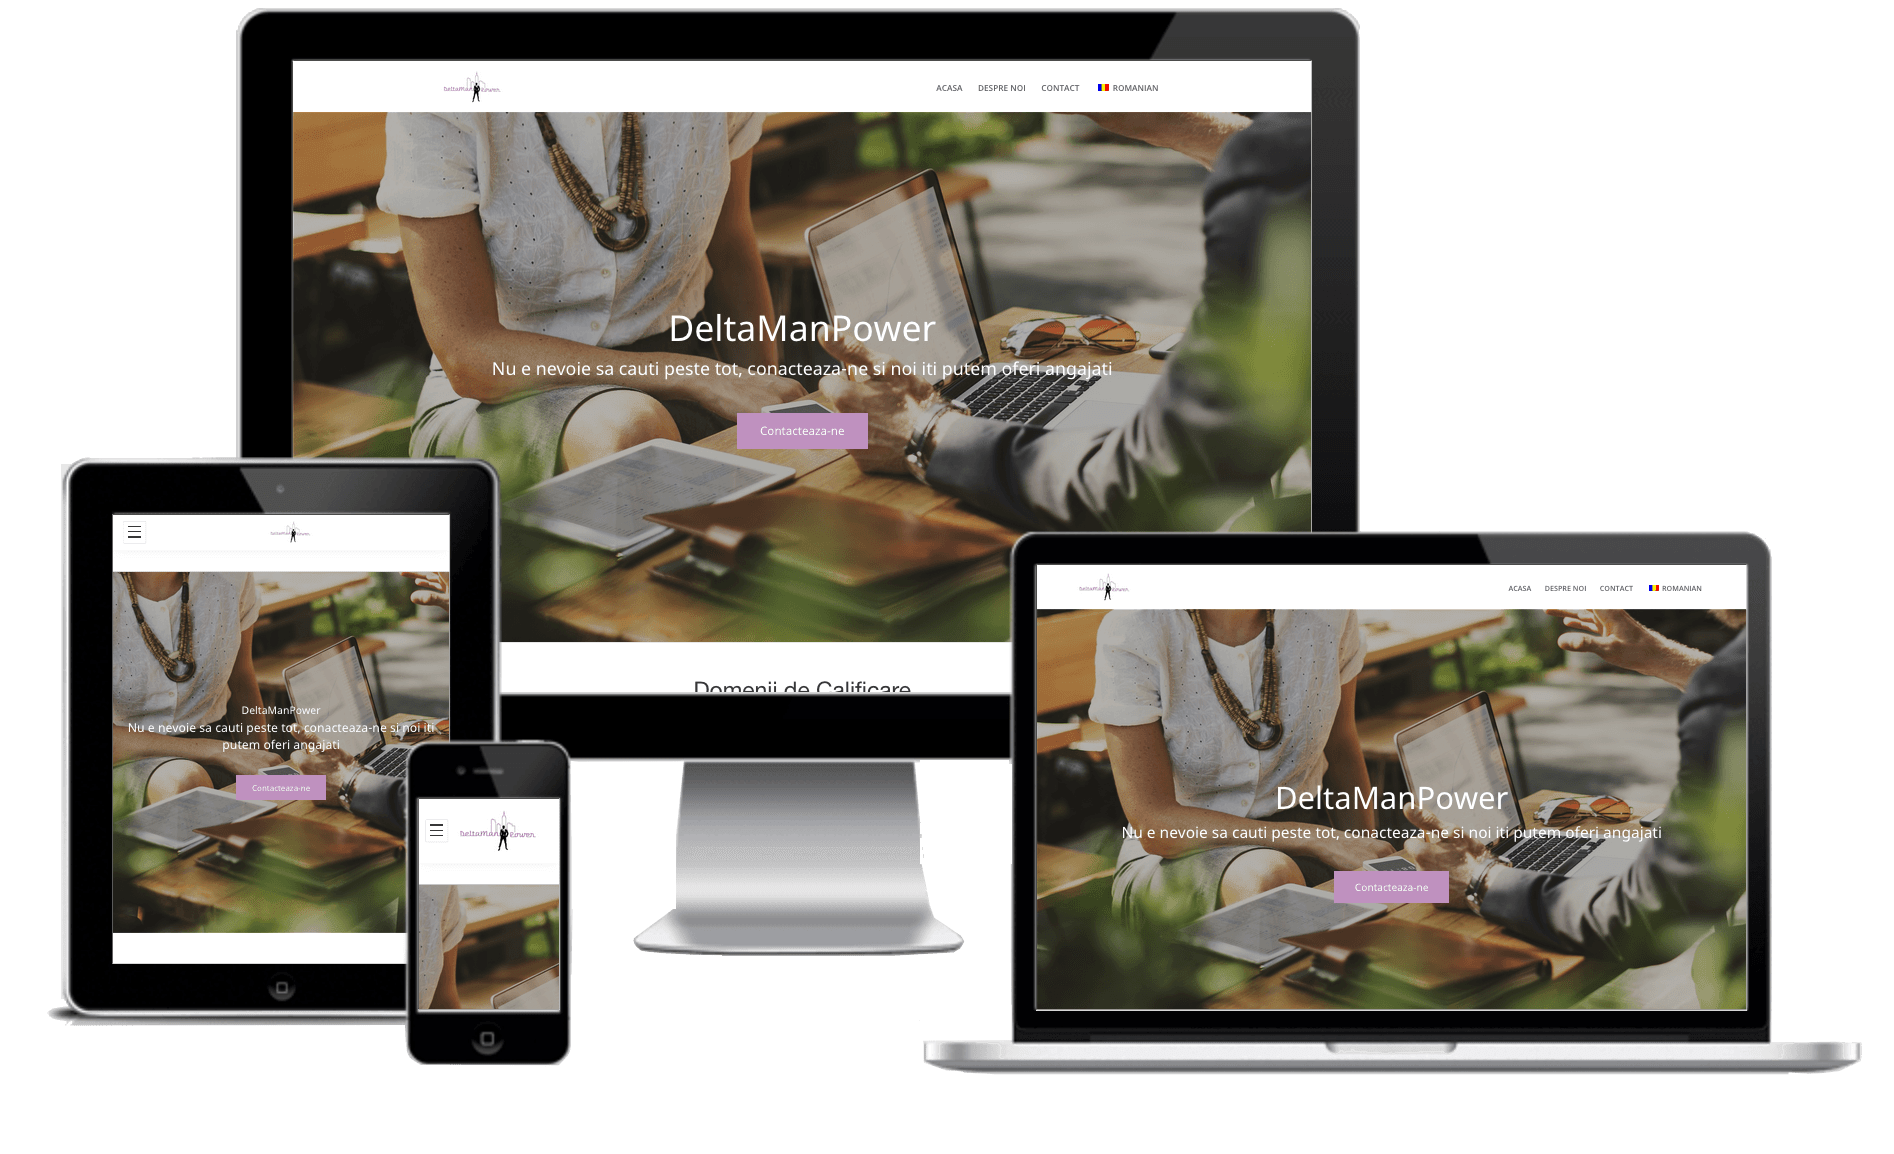 DeltaManPower
ACASA DESPRE NOI CONTACT ROMANIAN
DeltaManPower
Nu e nevoie sa cauti peste tot, conacteaza-ne si noi iti putem oferi angajati
Contacteaza-ne
Domenii de Calificare
DeltaManPower
DeltaManPower
Nu e nevoie sa cauti peste tot, conacteaza-ne si noi iti
putem oferi angajati
Contacteaza-ne
DeltaManPower
DeltaManPower
ACASA DESPRE NOI CONTACT ROMANIAN
DeltaManPower
Nu e nevoie sa cauti peste tot, conacteaza-ne si noi iti putem oferi angajati
Contacteaza-ne